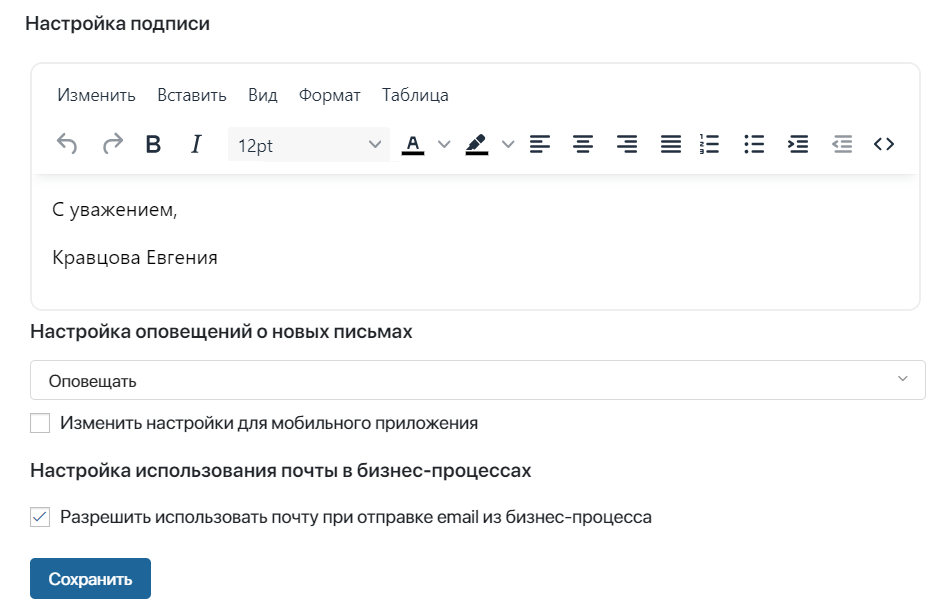 Настройка подписи
Изменить Вставить Вид Формат Таблица
B I 12pt A
С уважением,
Кравцова Евгения
Настройка оповещений о новых письмах
Оповещать
Изменить настройки для мобильного приложения
Настройка использования почты в бизнес-процессах
Разрешить использовать почту при отправке email из бизнес-процесса
Сохранить